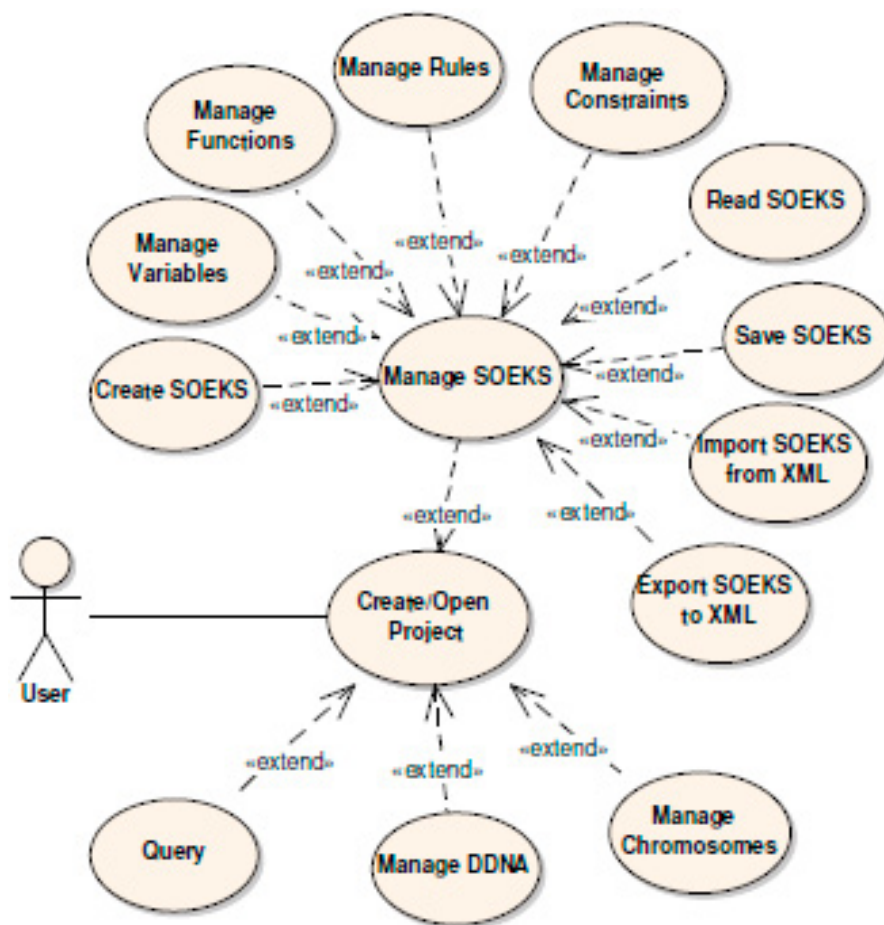 Manage Rules
Manage
Constraints
Manage
Functions
Read SOEKS
Manage
Variables
«extend»
«extend»
«extend»
«extend»
«extend»
Save SOEKS
Create SOEKS
«extend»
Manage SOEKS
«extend»
«extend»
Import SOEKS
from XML
«extend»
«extend»
Export SOEKS
to XML
Create/Open
Project
User
«extend»
«extend»
«extend»
Query
Manage DDNA
Manage
Chromosomes